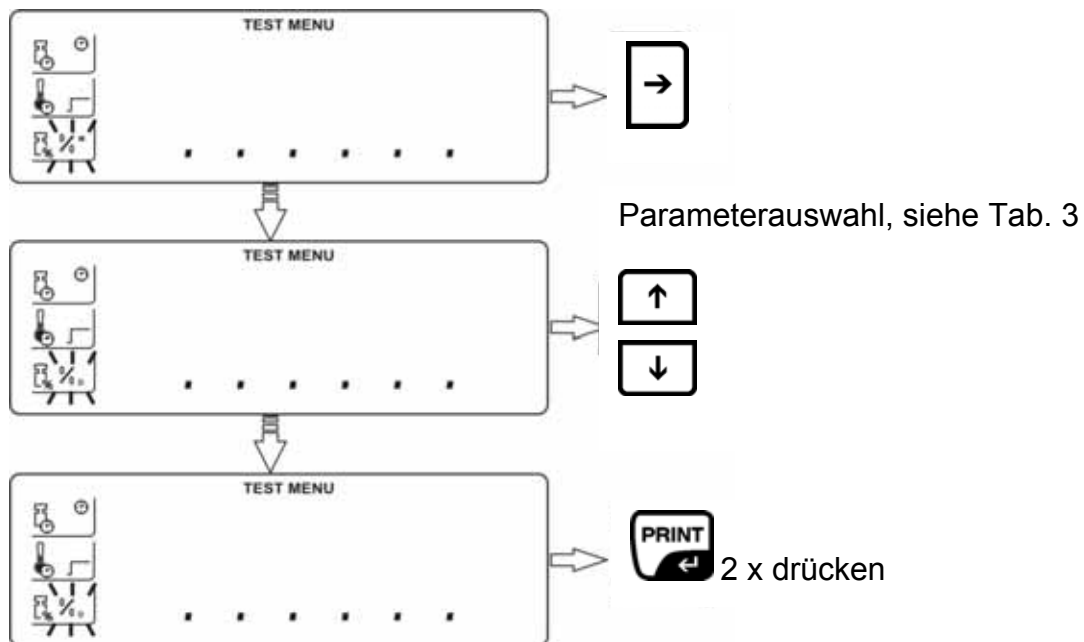 TEST MENU
Parameterauswahl, siehe Tab. 3
TEST MENU
TEST MENU
PRINT
2 x drücken